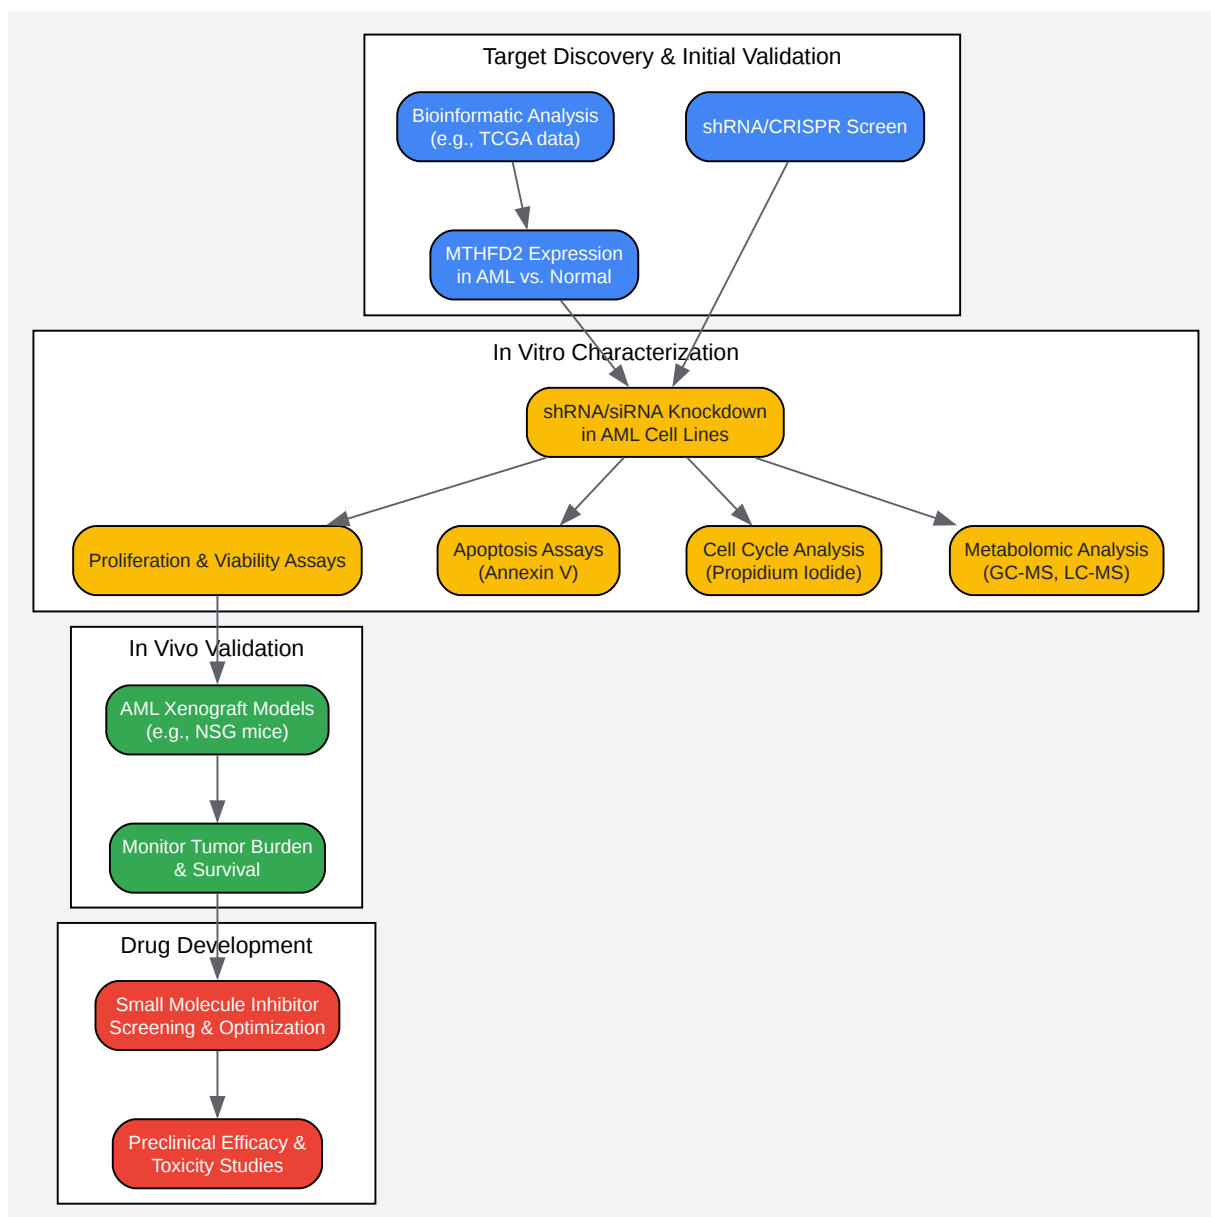 Target Discovery & Initial Validation
Bioinformatic Analysis
(e.g., TCGA data)
shRNA/CRISPR Screen
MTHFD2 Expression
in AML vs. Normal
In Vitro Characterization
shRNA/siRNA Knockdown
in AML Cell Lines
Proliferation & Viability Assays
Apoptosis Assays
(Annexin V)
Cell Cycle Analysis
(Propidium Iodide)
Metabolomic Analysis
(GC-MS, LC-MS)
In Vivo Validation
AML Xenograft Models
(e.g., NSG mice)
Monitor Tumor Burden
& Survival
Drug Development
Small Molecule Inhibitor
Screening & Optimization
Preclinical Efficacy &
Toxicity Studies